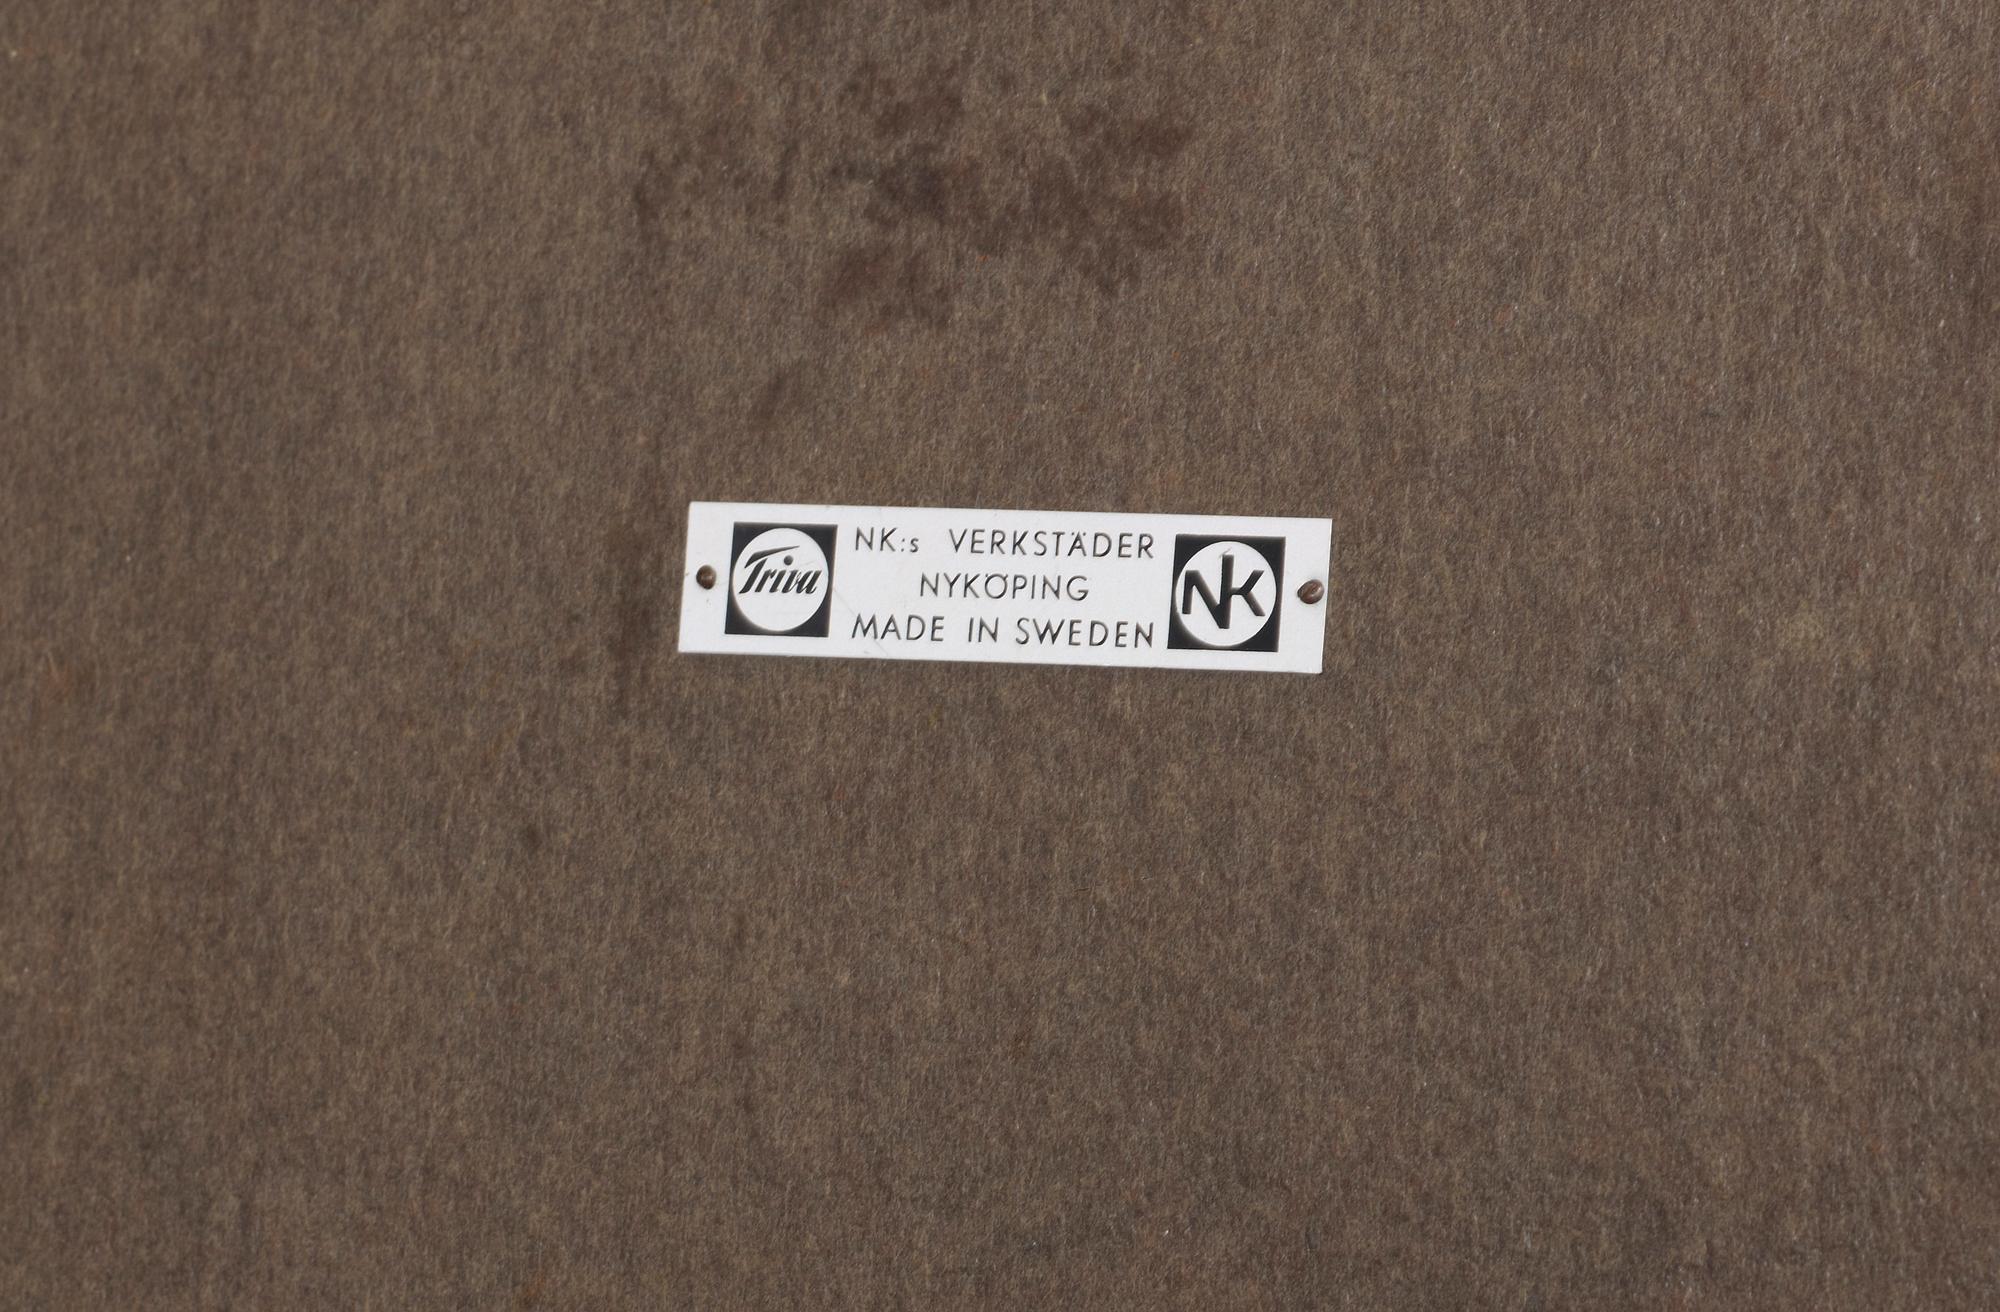 Triva
NK:s VERKSTÄDER
NYKÖPING
MADE IN SWEDEN
NK